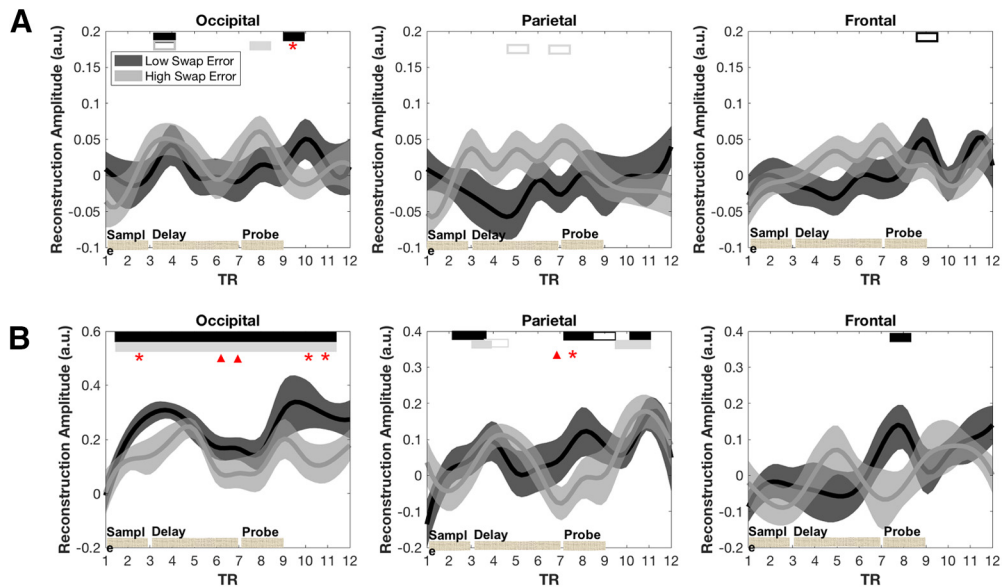 A
Occipital
Reconstruction Amplitude (a.u.)
0.2
0.15
0.1
0.05
0
-0.05
-0.1
*
Low Swap Error
High Swap Error
Sampl
e
Delay
Probe
1 2 3 4 5 6 7 8 9 10 11 12
TR
Parietal
Reconstruction Amplitude (a.u.)
0.2
0.15
0.1
0.05
0
-0.05
-0.1
Sampl
e
Delay
Probe
1 2 3 4 5 6 7 8 9 10 11 12
TR
Frontal
Reconstruction Amplitude (a.u.)
0.2
0.15
0.1
0.05
0
-0.05
-0.1
Sampl
e
Delay
Probe
1 2 3 4 5 6 7 8 9 10 11 12
TR
B
Occipital
Reconstruction Amplitude (a.u.)
0.6
0.4
0.2
0
-0.2
* * *
Sampl
e
Delay
Probe
1 2 3 4 5 6 7 8 9 10 11 12
TR
Parietal
Reconstruction Amplitude (a.u.)
0.4
0.3
0.2
0.1
0
-0.1
-0.2
*
Sampl
e
Delay
Probe
1 2 3 4 5 6 7 8 9 10 11 12
TR
Frontal
Reconstruction Amplitude (a.u.)
0.4
0.3
0.2
0.1
0
-0.1
-0.2
Sampl
e
Delay
Probe
1 2 3 4 5 6 7 8 9 10 11 12
TR